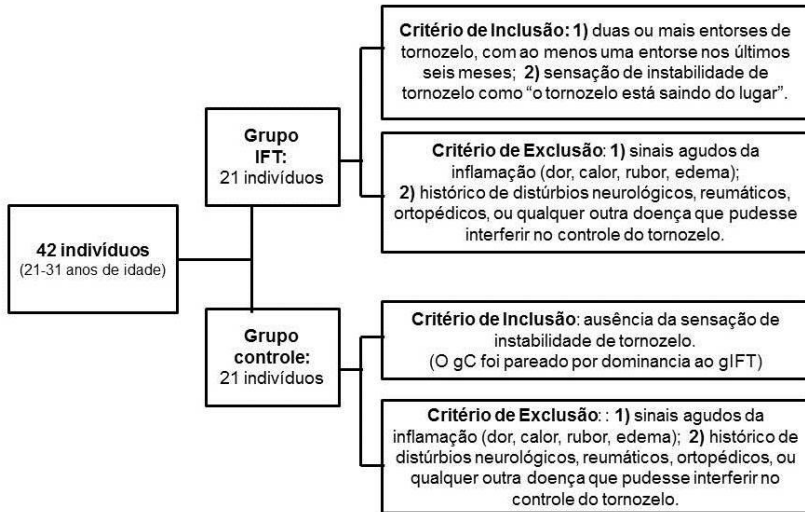 42 indivíduos
(21-31 anos de idade)
Grupo
IFT:
21 indivíduos
Critério de Inclusão: 1) duas ou mais entorses de
tornozelo, com ao menos uma entorse nos últimos
seis meses; 2) sensação de instabilidade de
tornozelo como “o tornozelo está saindo do lugar”.
Critério de Exclusão: 1) sinais agudos da
inflamação (dor, calor, rubor, edema);
2) histórico de distúrbios neurológicos, reumáticos,
ortopédicos, ou qualquer outra doença que pudesse
interferir no controle do tornozelo.
Grupo
controle:
21 indivíduos
Critério de Inclusão: ausência da sensação de
instabilidade de tornozelo.
(O gC foi pareado por dominancia ao gIFT)
Critério de Exclusão: : 1) sinais agudos da
inflamação (dor, calor, rubor, edema); 2) histórico de
distúrbios neurológicos, reumáticos, ortopédicos, ou
qualquer outra doença que pudesse interferir no
controle do tornozelo.